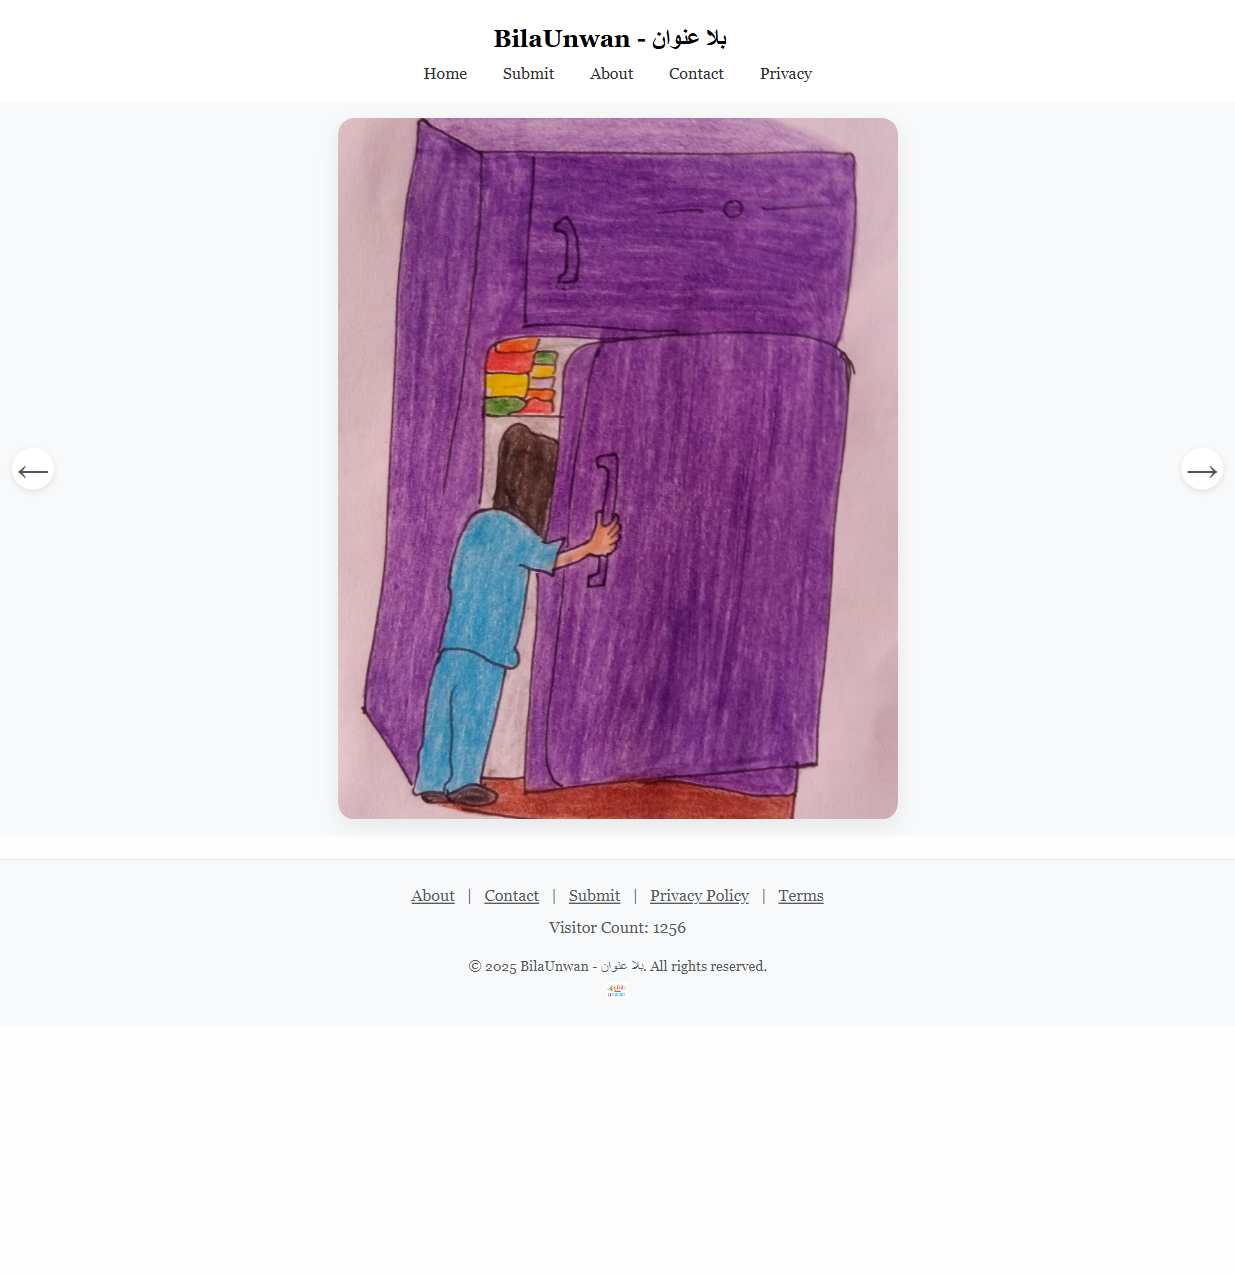 BilaUnwan - بلا عنوان
Home Submit About Contact Privacy
←
→
About | Contact | Submit | Privacy Policy | Terms
Visitor Count: 1256
© 2025 BilaUnwan - بلا عنوان. All rights reserved.